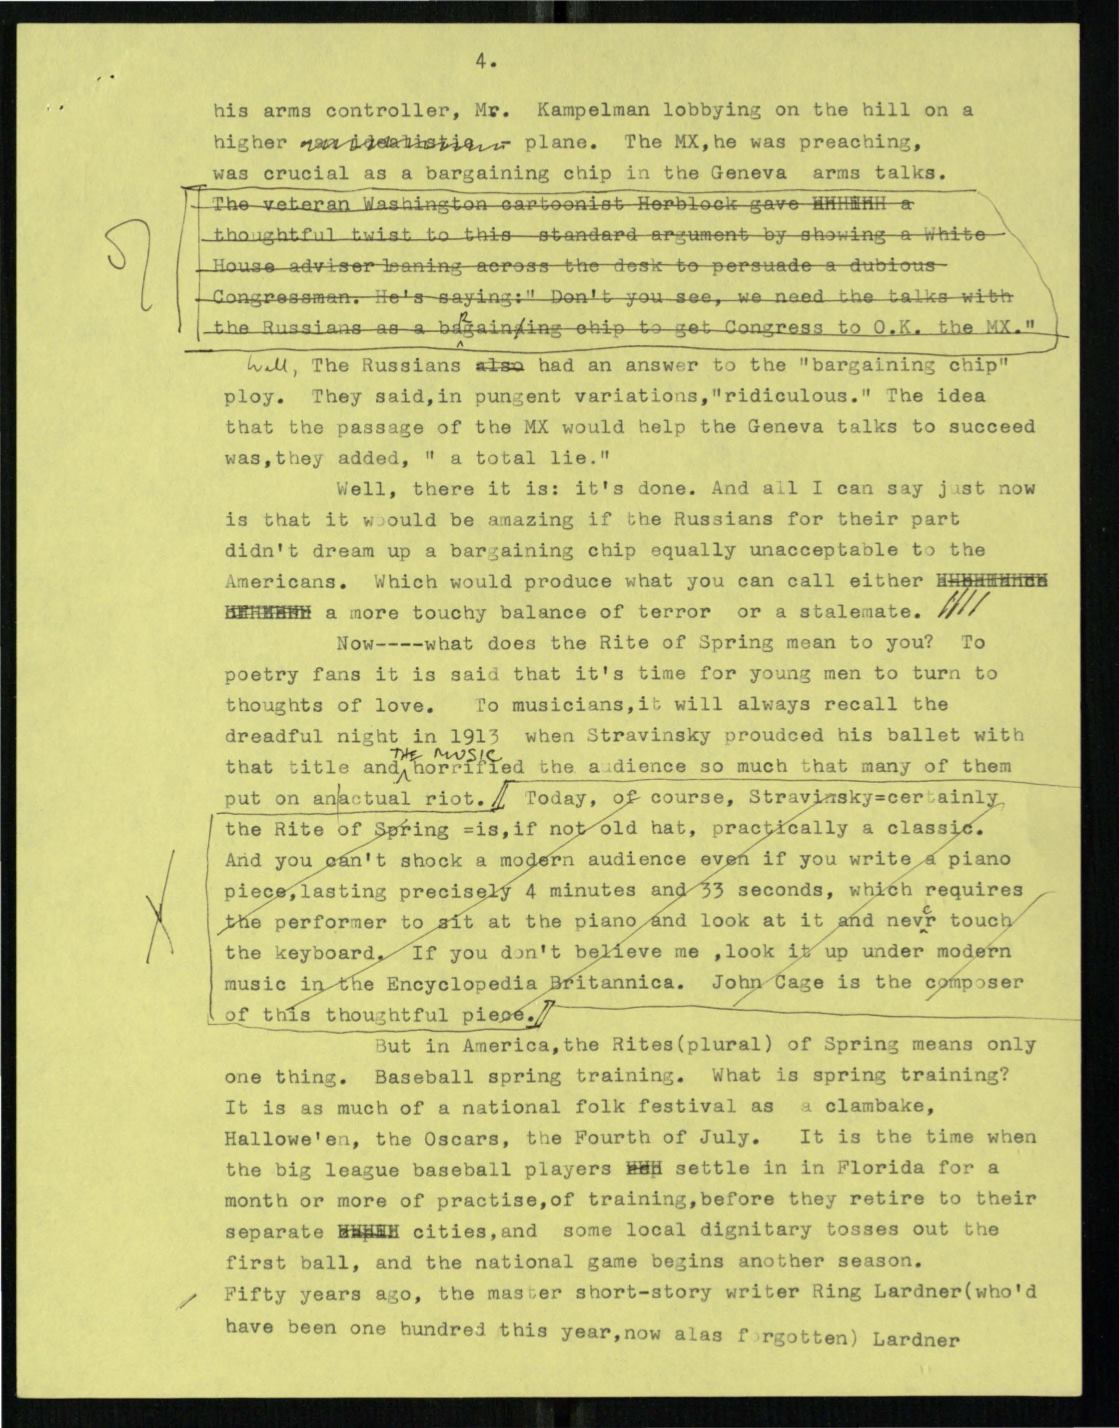 4.
his arms controller, Mr. Kampelman lobbying on the hill on a
higher an idealistic plane. The MX,he was preaching,
was crucial as a bargaining chip in the Geneva arms talks.
The veteran Washington cartoonist Herblock gave a
thoughtful twist to this standard argument by showing a White
House adviser leaning across the desk to persuade a dubious
Congressman. He's saying:" Don't you see, we need the talks with
the Russians as a bargaining chip to get Congress to O.K. the MX."
Well, The Russians also had an answer to the "bargaining chip"
ploy. They said,in pungent variations,"ridiculous." The idea
that the passage of the MX would help the Geneva talks to succeed
was,they added, " a total lie."
Well, there it is: it's done. And all I can say just now
is that it woould be amazing if the Russians for their part
didn't dream up a bargaining chip equally unacceptable to the
Americans. Which would produce what you can call either
a more touchy balance of terror or a stalemate. ////
Now----what does the Rite of Spring mean to you? To
poetry fans it is said that it's time for young men to turn to
thoughts of love. To musicians,it will always recall the
dreadful night in 1913 when Stravinsky proudced his ballet with
that title and THE MUSIC horrified the audience so much that many of them
put on an actual riot. // Today, of course, Stravinsky=certainly
the Rite of Spring =is,if not old hat, practically a classic.
And you can't shock a modern audience even if you write a piano
piece,lasting precisely 4 minutes and 33 seconds, which requires
the performer to sit at the piano and look at it and never touch
the keyboard. If you don't believe me ,look it up under modern
music in the Encyclopedia Britannica. John Cage is the composer
of this thoughtful piece. //
But in America,the Rites(plural) of Spring means only
one thing. Baseball spring training. What is spring training?
It is as much of a national folk festival as a clambake,
Hallowe'en, the Oscars, the Fourth of July. It is the time when
the big league baseball players settle in in Florida for a
month or more of practise,of training,before they retire to their
separate cities,and some local dignitary tosses out the
first ball, and the national game begins another season.
Fifty years ago, the master short-story writer Ring Lardner(who'd
have been one hundred this year,now alas forgotten) Lardner